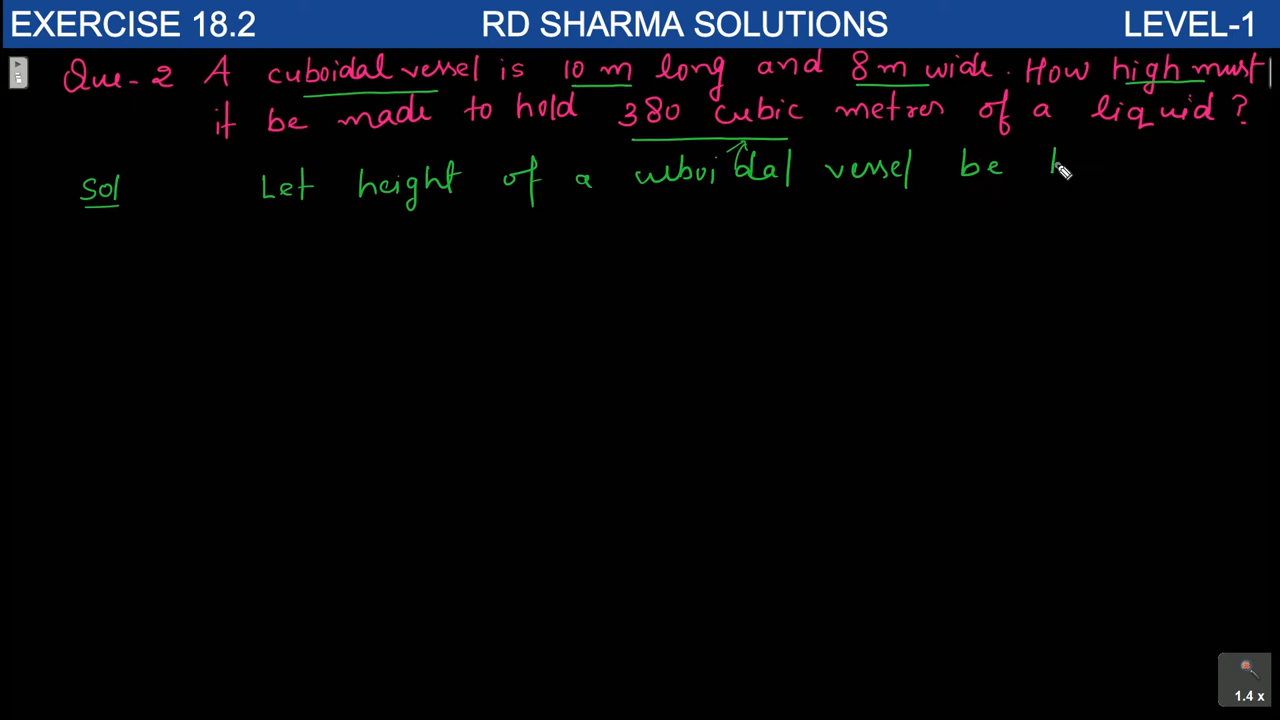 EXERCISE 18.2 RD SHARMA SOLUTIONS LEVEL-1
Que-2 A cuboidal vessel is 10 m long and 8 m wide. How high must
it be made to hold 380 cubic metres of a liquid?
Sol Let height of a cuboidal vessel be h
1.4 x